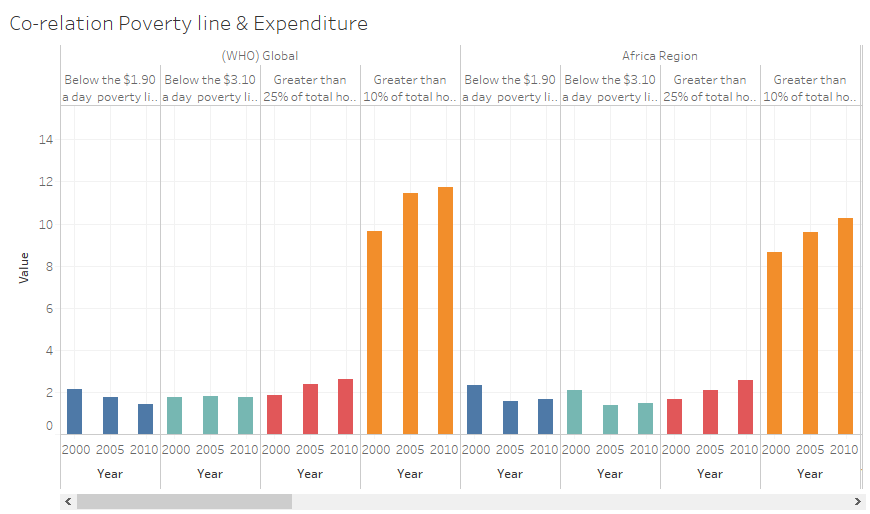 Co-relation Poverty line & Expenditure
(WHO) Global Africa Region
Below the $1.90 Below the $3.10 Greater than Greater than Below the $1.90 Below the $3.10 Greater than Greater than
a day poverty li.. a day poverty li.. 25% of total ho.. 10% of total ho.. a day poverty li.. a day poverty li.. 25% of total ho.. 10% of total ho..
14
12
10
8
6
4
2
0
Value
2000 2005 2010 2000 2005 2010 2000 2005 2010 2000 2005 2010 2000 2005 2010 2000 2005 2010 2000 2005 2010 2000 2005 2010
Year Year Year Year Year Year Year Year